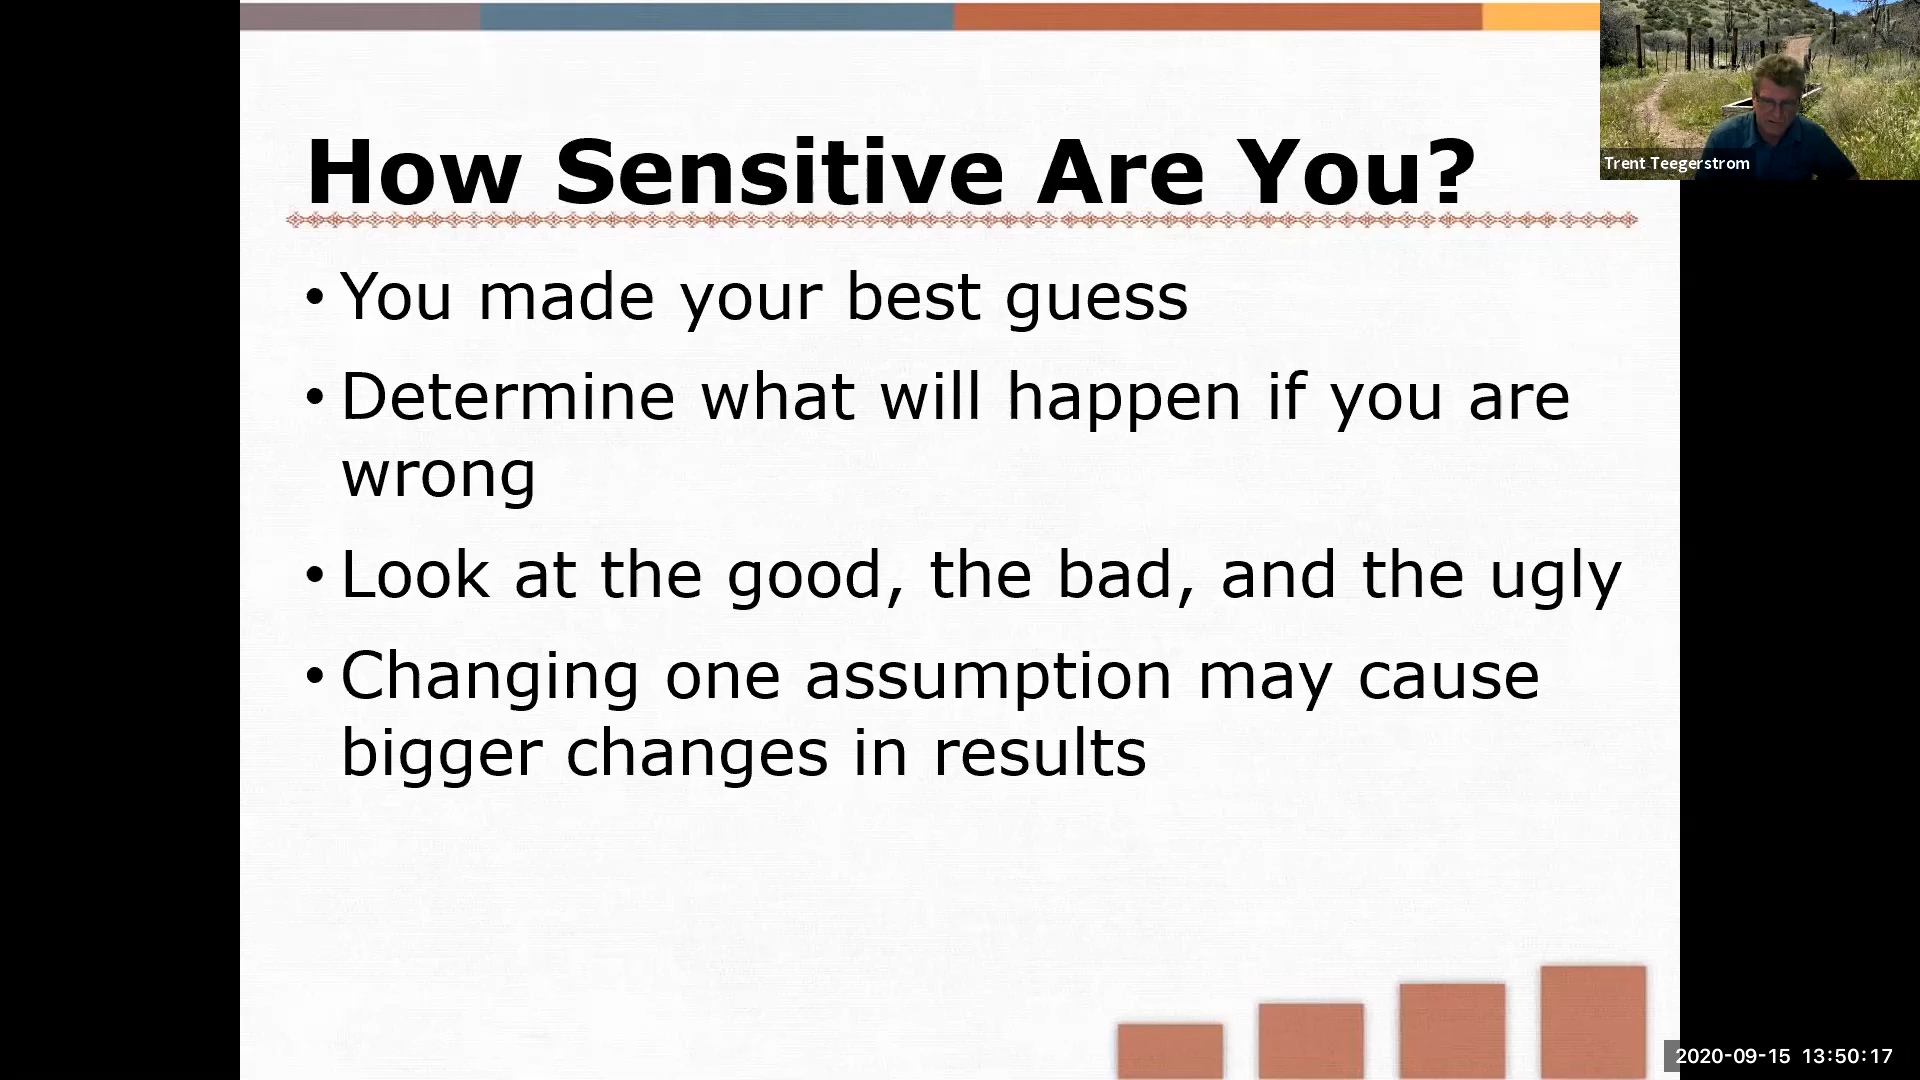 How Sensitive Are You?
• You made your best guess
• Determine what will happen if you are
wrong
• Look at the good, the bad, and the ugly
• Changing one assumption may cause
bigger changes in results
Trent Teegerstrom
2020-09-15 13:50:17